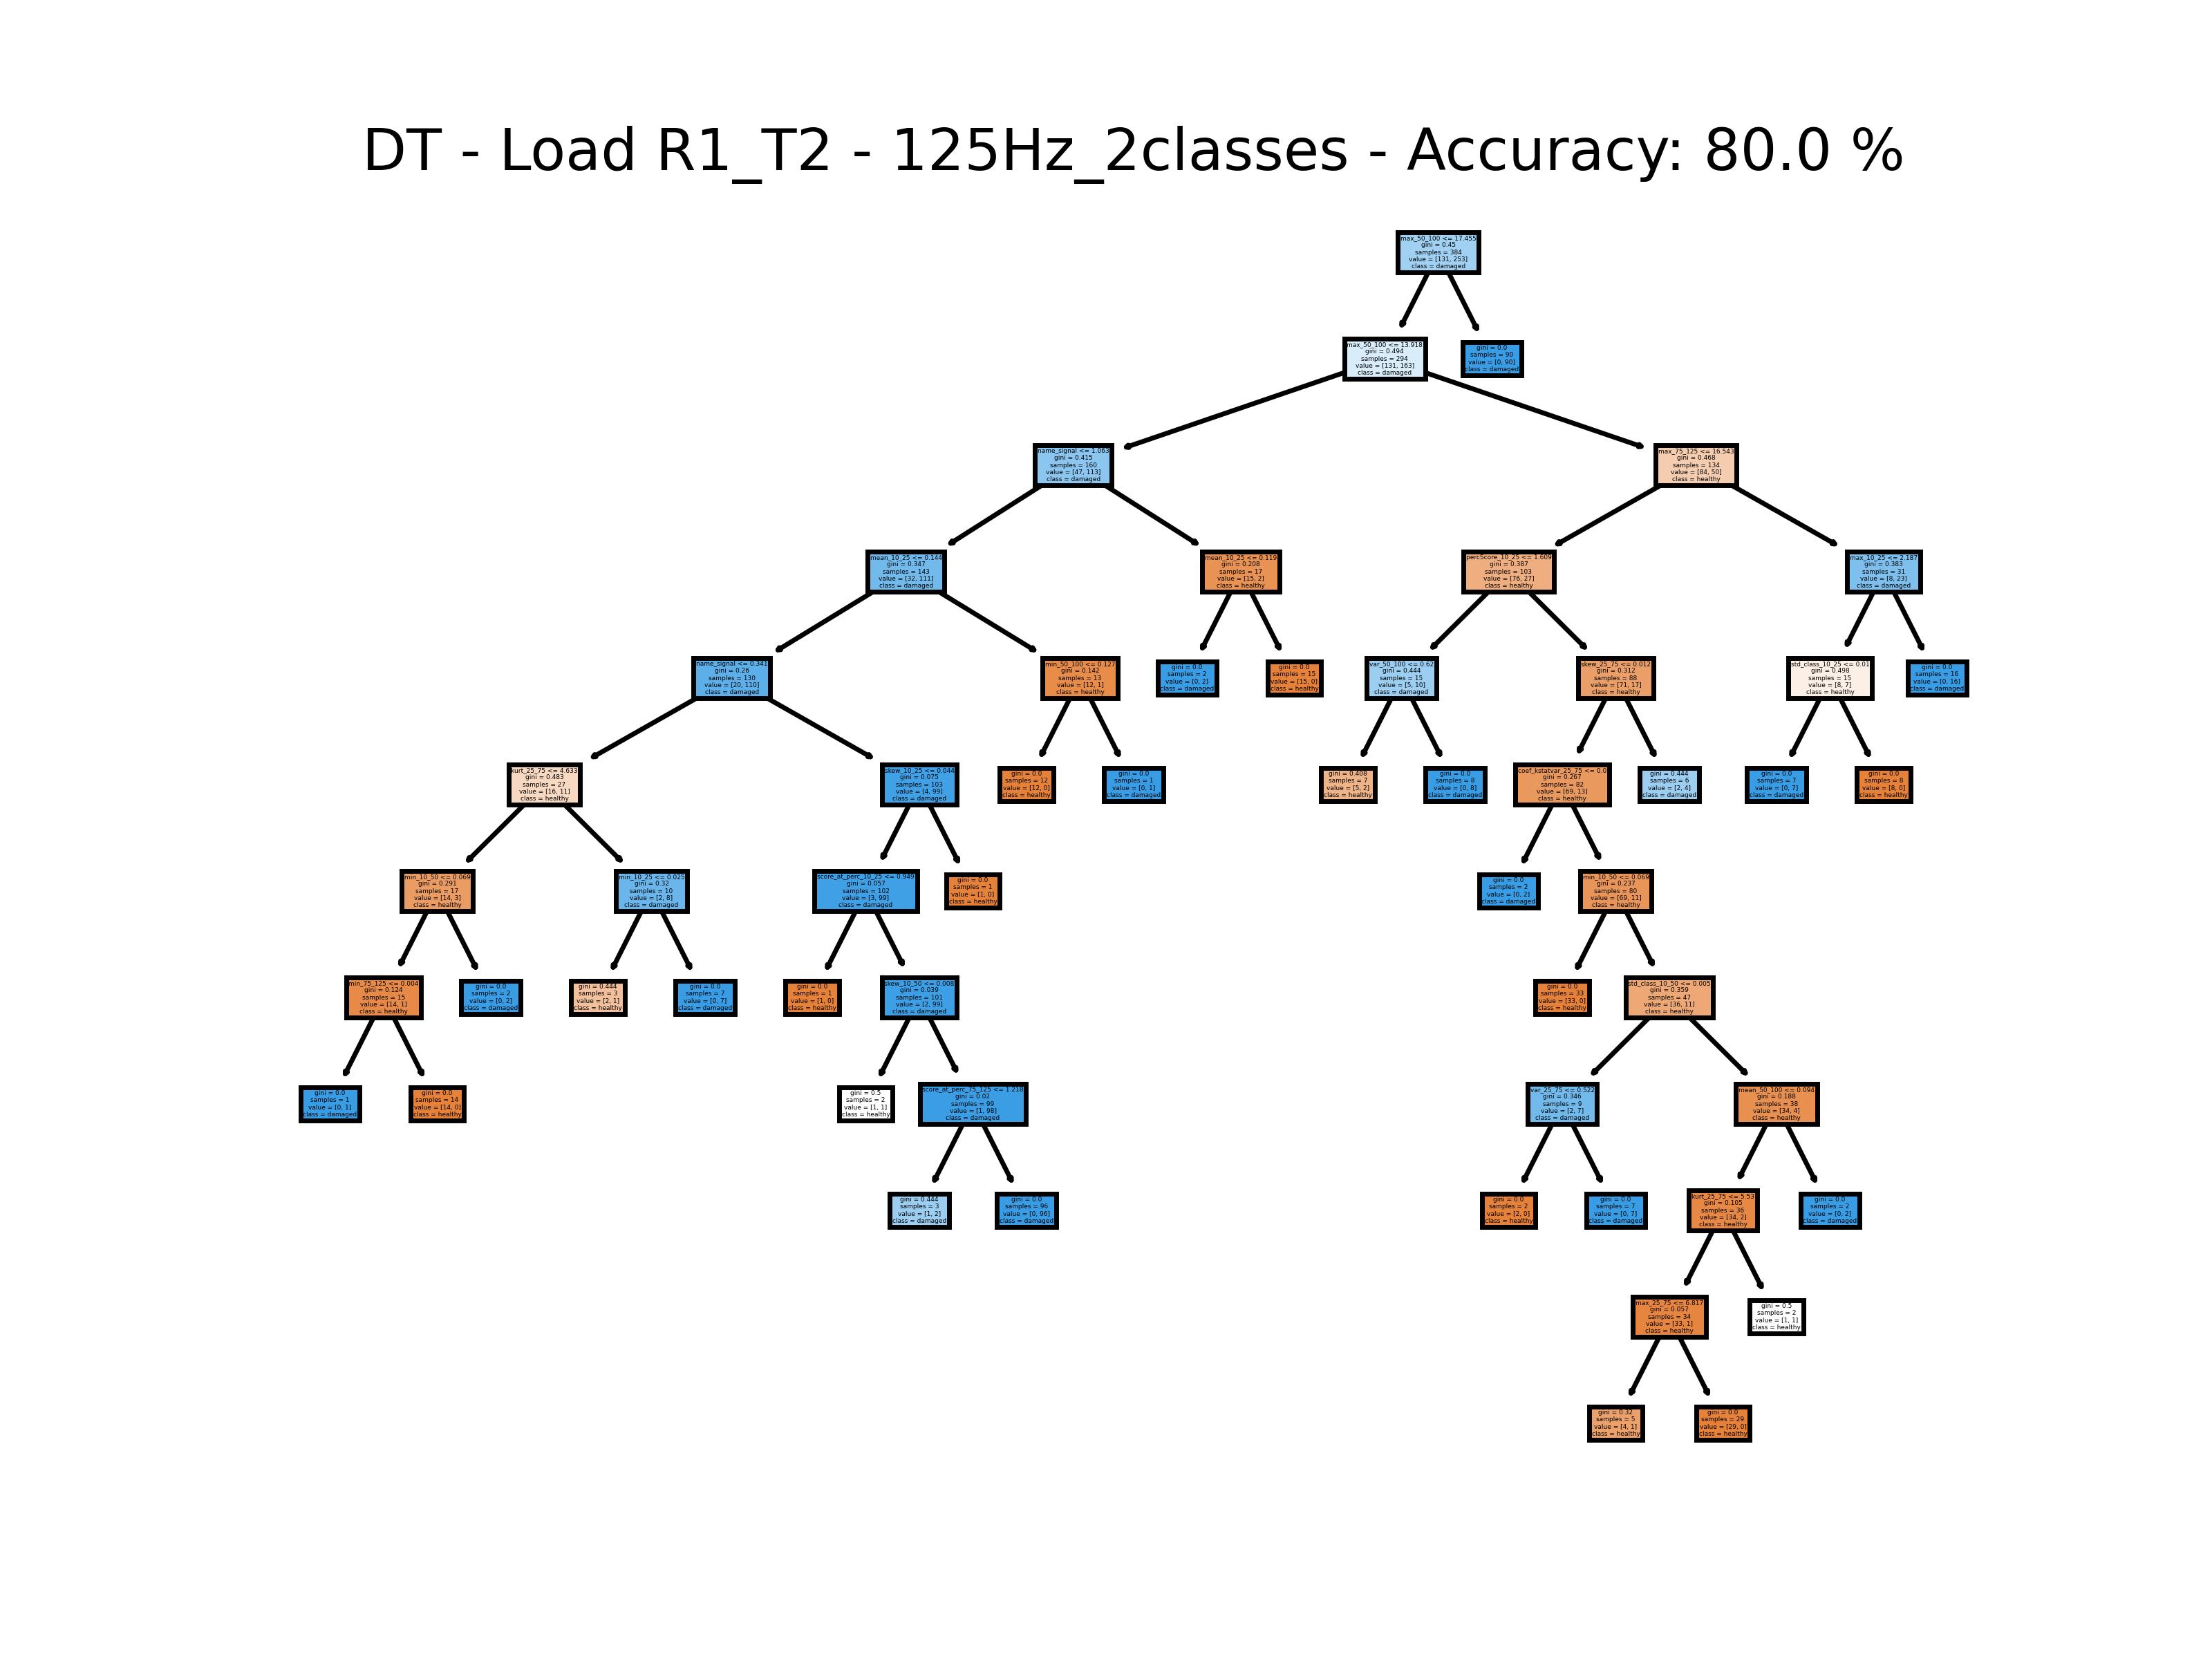 DT - Load R1_T2 - 125Hz_2classes - Accuracy: 80.0 %
max_50_100 <= 17.455
gini = 0.45
samples = 384
value = [131, 253]
class = damaged
max_50_100 <= 13.918
gini = 0.494
samples = 294
value = [131, 163]
class = damaged
gini = 0.0
samples = 90
value = [0, 90]
class = damaged
name_signal <= 1.063
gini = 0.415
samples = 160
value = [47, 113]
class = damaged
max_75_125 <= 16.543
gini = 0.468
samples = 134
value = [84, 50]
class = healthy
mean_10_25 <= 0.144
gini = 0.347
samples = 143
value = [32, 111]
class = damaged
mean_10_25 <= 0.119
gini = 0.208
samples = 17
value = [15, 2]
class = healthy
percScore_10_25 <= 1.609
gini = 0.387
samples = 103
value = [76, 27]
class = healthy
max_10_25 <= 2.187
gini = 0.383
samples = 31
value = [8, 23]
class = damaged
name_signal <= 0.341
gini = 0.26
samples = 130
value = [20, 110]
class = damaged
min_50_100 <= 0.127
gini = 0.142
samples = 13
value = [12, 1]
class = healthy
gini = 0.0
samples = 2
value = [0, 2]
class = damaged
gini = 0.0
samples = 15
value = [15, 0]
class = healthy
var_50_100 <= 0.62
gini = 0.444
samples = 15
value = [5, 10]
class = damaged
skew_25_75 <= 0.012
gini = 0.312
samples = 88
value = [71, 17]
class = healthy
std_class_10_25 <= 0.01
gini = 0.498
samples = 15
value = [8, 7]
class = healthy
gini = 0.0
samples = 16
value = [0, 16]
class = damaged
kurt_25_75 <= 4.633
gini = 0.483
samples = 27
value = [16, 11]
class = healthy
skew_10_25 <= 0.044
gini = 0.075
samples = 103
value = [4, 99]
class = damaged
gini = 0.0
samples = 12
value = [12, 0]
class = healthy
gini = 0.0
samples = 1
value = [0, 1]
class = damaged
gini = 0.408
samples = 7
value = [5, 2]
class = healthy
gini = 0.0
samples = 8
value = [0, 8]
class = damaged
coef_kstatvar_25_75 <= 0.0
gini = 0.267
samples = 82
value = [69, 13]
class = healthy
gini = 0.444
samples = 6
value = [2, 4]
class = damaged
gini = 0.0
samples = 7
value = [0, 7]
class = damaged
gini = 0.0
samples = 8
value = [8, 0]
class = healthy
min_10_50 <= 0.069
gini = 0.291
samples = 17
value = [14, 3]
class = healthy
min_10_25 <= 0.025
gini = 0.32
samples = 10
value = [2, 8]
class = damaged
score_at_perc_10_25 <= 0.949
gini = 0.057
samples = 102
value = [3, 99]
class = damaged
gini = 0.0
samples = 1
value = [1, 0]
class = healthy
gini = 0.0
samples = 2
value = [0, 2]
class = damaged
min_10_50 <= 0.069
gini = 0.237
samples = 80
value = [69, 11]
class = healthy
min_75_125 <= 0.004
gini = 0.124
samples = 15
value = [14, 1]
class = healthy
gini = 0.0
samples = 2
value = [0, 2]
class = damaged
gini = 0.444
samples = 3
value = [2, 1]
class = healthy
gini = 0.0
samples = 7
value = [0, 7]
class = damaged
gini = 0.0
samples = 1
value = [1, 0]
class = healthy
skew_10_50 <= 0.008
gini = 0.039
samples = 101
value = [2, 99]
class = damaged
gini = 0.0
samples = 33
value = [33, 0]
class = healthy
std_class_10_50 <= 0.005
gini = 0.359
samples = 47
value = [36, 11]
class = healthy
gini = 0.0
samples = 1
value = [0, 1]
class = damaged
gini = 0.0
samples = 14
value = [14, 0]
class = healthy
gini = 0.5
samples = 2
value = [1, 1]
class = healthy
score_at_perc_75_125 <= 1.218
gini = 0.02
samples = 99
value = [1, 98]
class = damaged
var_25_75 <= 0.522
gini = 0.346
samples = 9
value = [2, 7]
class = damaged
mean_50_100 <= 0.094
gini = 0.188
samples = 38
value = [34, 4]
class = healthy
gini = 0.444
samples = 3
value = [1, 2]
class = damaged
gini = 0.0
samples = 96
value = [0, 96]
class = damaged
gini = 0.0
samples = 2
value = [2, 0]
class = healthy
gini = 0.0
samples = 7
value = [0, 7]
class = damaged
kurt_25_75 <= 5.53
gini = 0.105
samples = 36
value = [34, 2]
class = healthy
gini = 0.0
samples = 2
value = [0, 2]
class = damaged
max_25_75 <= 6.817
gini = 0.057
samples = 34
value = [33, 1]
class = healthy
gini = 0.5
samples = 2
value = [1, 1]
class = healthy
gini = 0.32
samples = 5
value = [4, 1]
class = healthy
gini = 0.0
samples = 29
value = [29, 0]
class = healthy